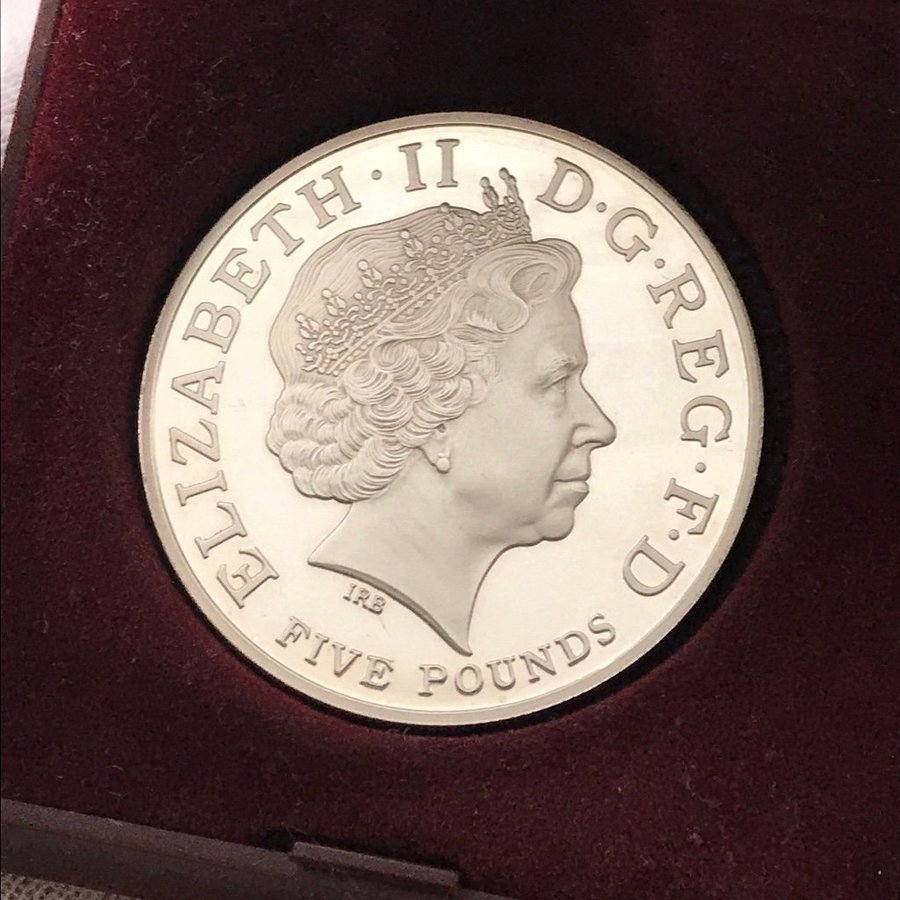 ELIZABETH · II D · G · REG · F · D
IRB
FIVE POUNDS